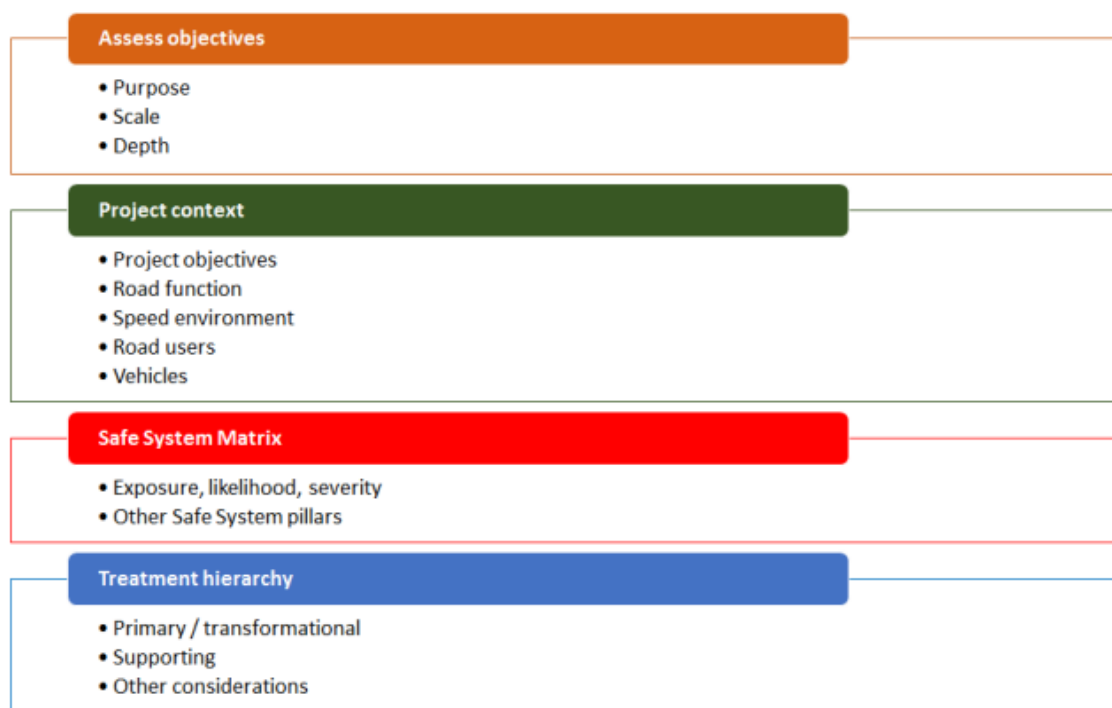 Assess objectives
• Purpose
• Scale
• Depth
Project context
• Project objectives
• Road function
• Speed environment
• Road users
• Vehicles
Safe System Matrix
• Exposure, likelihood, severity
• Other Safe System pillars
Treatment hierarchy
• Primary / transformational
• Supporting
• Other considerations